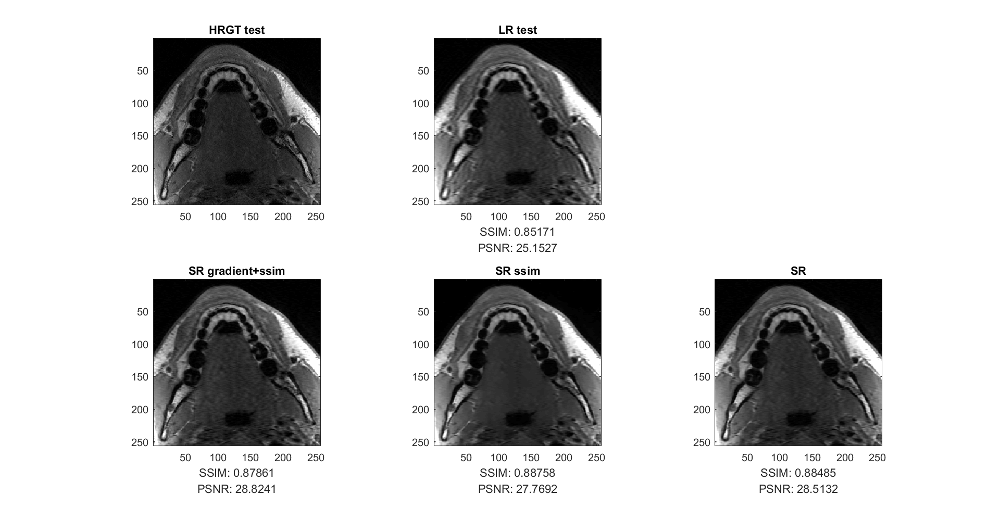 HRGT test
50
100
150
200
250
50 100 150 200 250
LR test
50
100
150
200
250
50 100 150 200 250
SSIM: 0.85171
PSNR: 25.1527
SR gradient+ssim
50
100
150
200
250
50 100 150 200 250
SSIM: 0.87861
PSNR: 28.8241
SR ssim
50
100
150
200
250
50 100 150 200 250
SSIM: 0.88758
PSNR: 27.7692
SR
50
100
150
200
250
50 100 150 200 250
SSIM: 0.88485
PSNR: 28.5132